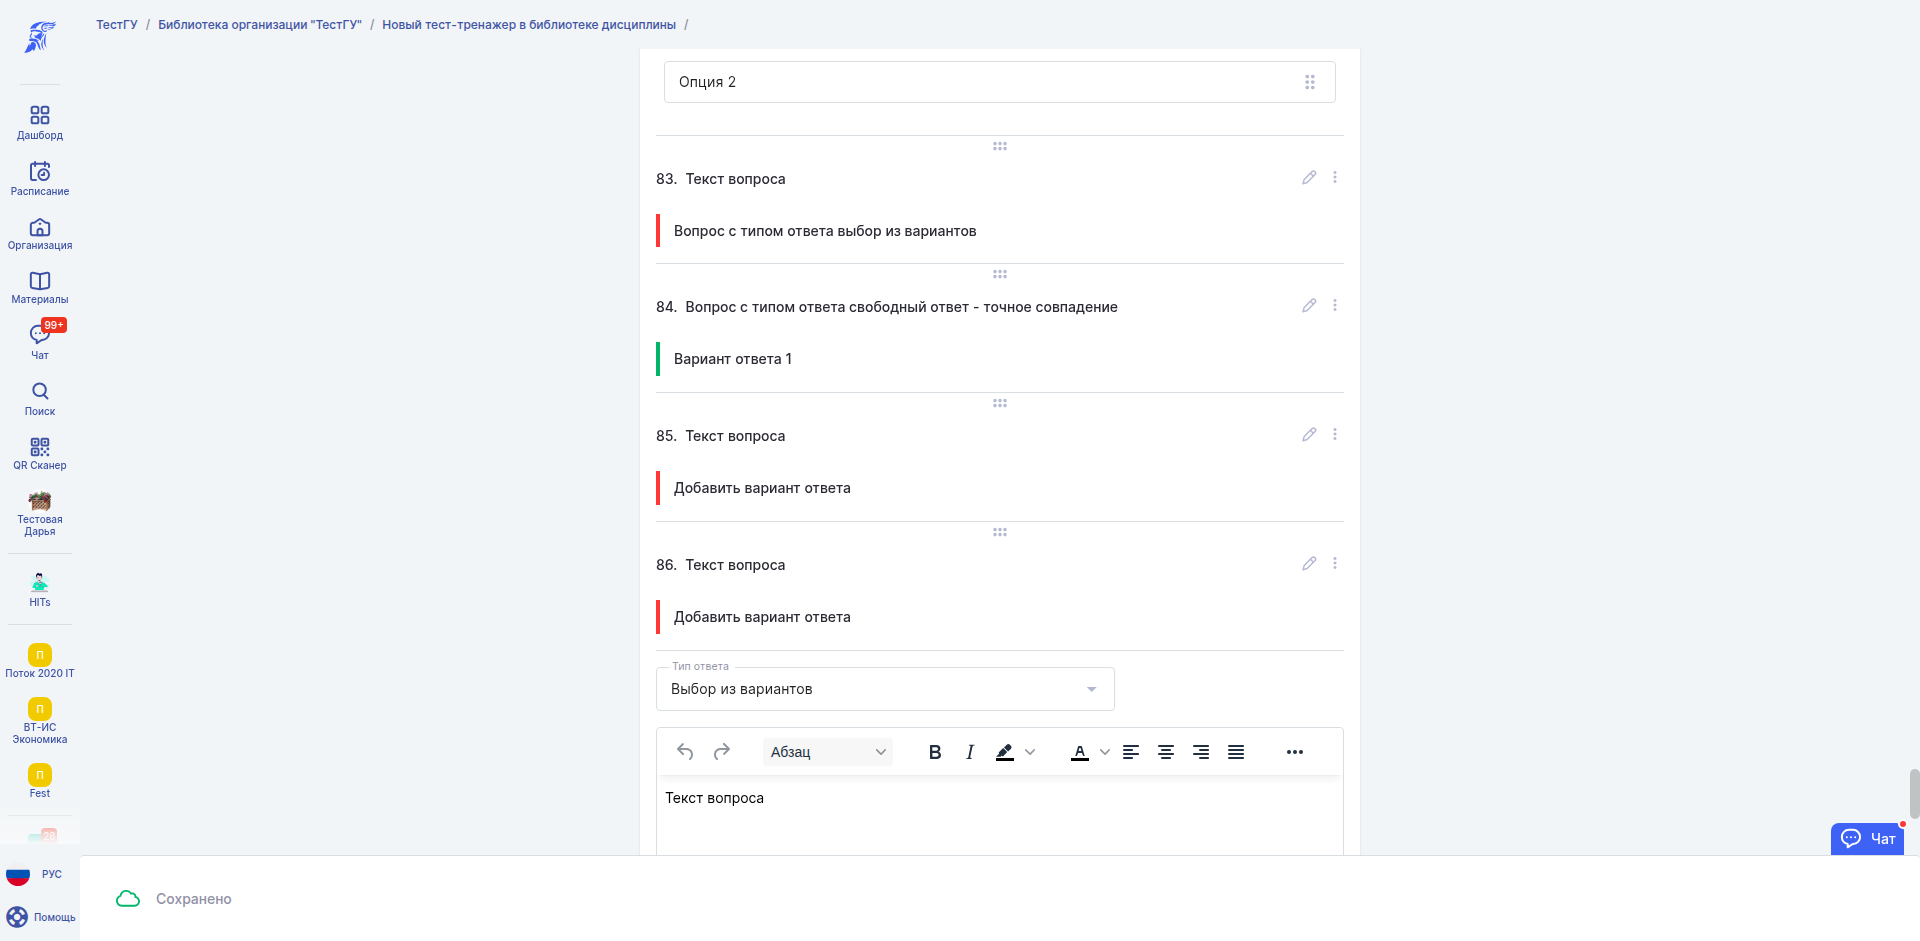 ТестГУ / Библиотека организации "ТестГУ" / Новый тест-тренажер в библиотеке дисциплины /
Дашборд
Расписание
Организация
Материалы
99+
Чат
Поиск
QR Сканер
Тестовая
Дарья
HITs
П
Поток 2020 IT
П
ВТ-ИС
Экономика
П
Fest
28
РУС
Помощь
Опция 2
83. Текст вопроса
Вопрос с типом ответа выбор из вариантов
84. Вопрос с типом ответа свободный ответ - точное совпадение
Вариант ответа 1
85. Текст вопроса
Добавить вариант ответа
86. Текст вопроса
Добавить вариант ответа
Тип ответа
Выбор из вариантов
Абзац B I A
Текст вопроса
Чат
Сохранено